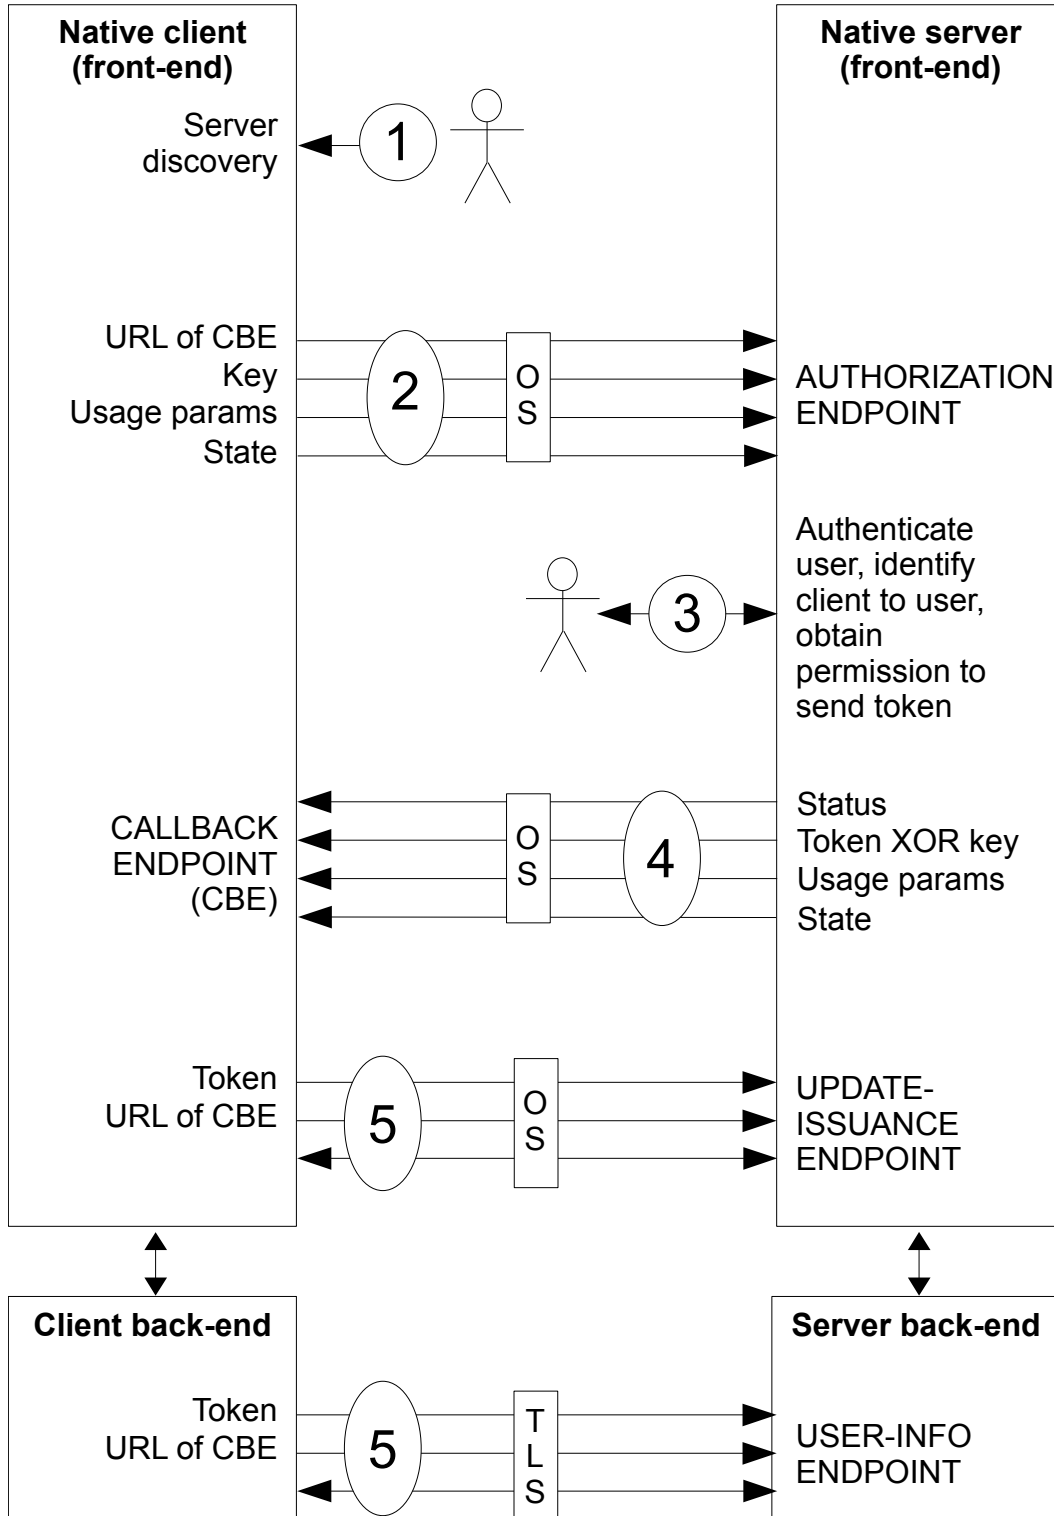 Native client
(front-end)
Native server
(front-end)
Server
discovery
1
URL of CBE
Key
Usage params
State
2
O
S
AUTHORIZATION
ENDPOINT
3
Authenticate
user, identify
client to user,
obtain
permission to
send token
CALLBACK
ENDPOINT
(CBE)
O
S
4
Status
Token XOR key
Usage params
State
Token
URL of CBE
5
O
S
UPDATE-
ISSUANCE
ENDPOINT
Client back-end
Server back-end
Token
URL of CBE
5
T
L
S
USER-INFO
ENDPOINT